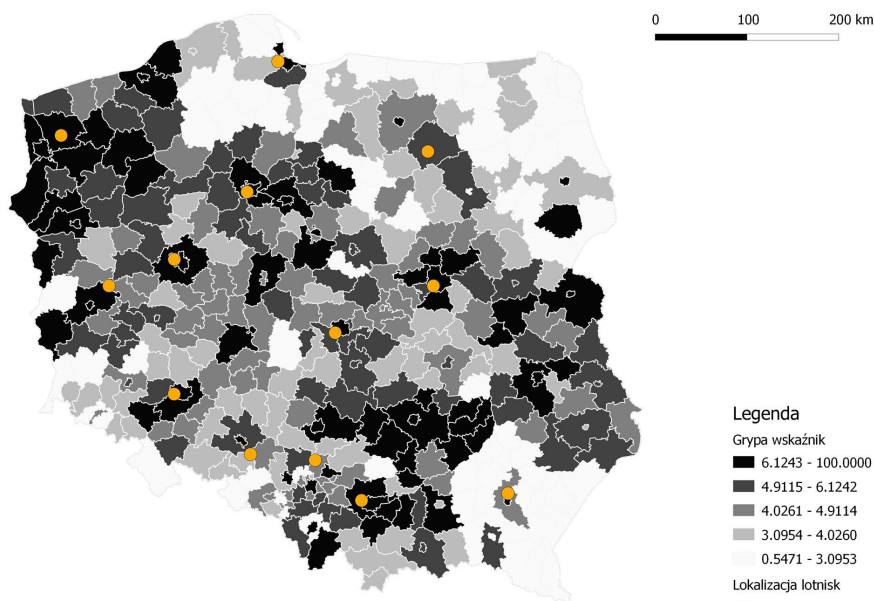 0 100 200 km
Legenda
Grypa wskaźnik
6.1243 - 100.0000
4.9115 - 6.1242
4.0261 - 4.9114
3.0954 - 4.0260
0.5471 - 3.0953
Lokalizacja lotnisk